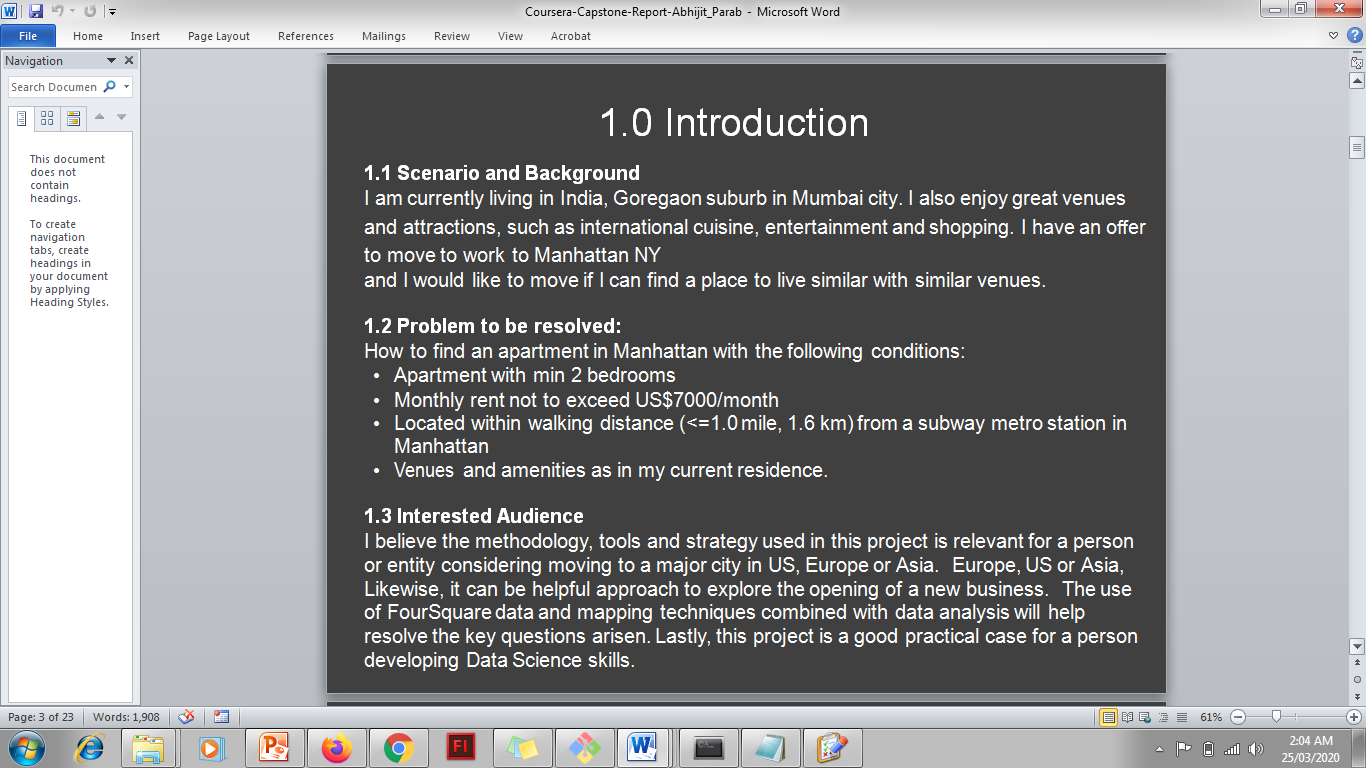 Coursera-Capstone-Report-Abhijit_Parab - Microsoft Word
File Home Insert Page Layout References Mailings Review View Acrobat
Navigation
Search Documen
This document
does not
contain
headings.
To create
navigation
tabs, create
headings in
your document
by applying
Heading Styles.
1.0 Introduction
1.1 Scenario and Background
I am currently living in India, Goregaon suburb in Mumbai city. I also enjoy great venues
and attractions, such as international cuisine, entertainment and shopping. I have an offer
to move to work to Manhattan NY
and I would like to move if I can find a place to live similar with similar venues.
1.2 Problem to be resolved:
How to find an apartment in Manhattan with the following conditions:
• Apartment with min 2 bedrooms
• Monthly rent not to exceed US$7000/month
• Located within walking distance (<=1.0 mile, 1.6 km) from a subway metro station in
Manhattan
• Venues and amenities as in my current residence.
1.3 Interested Audience
I believe the methodology, tools and strategy used in this project is relevant for a person
or entity considering moving to a major city in US, Europe or Asia. Europe, US or Asia,
Likewise, it can be helpful approach to explore the opening of a new business. The use
of FourSquare data and mapping techniques combined with data analysis will help
resolve the key questions arisen. Lastly, this project is a good practical case for a person
developing Data Science skills.
Page: 3 of 23 Words: 1,908 61%
2:04 AM
25/03/2020